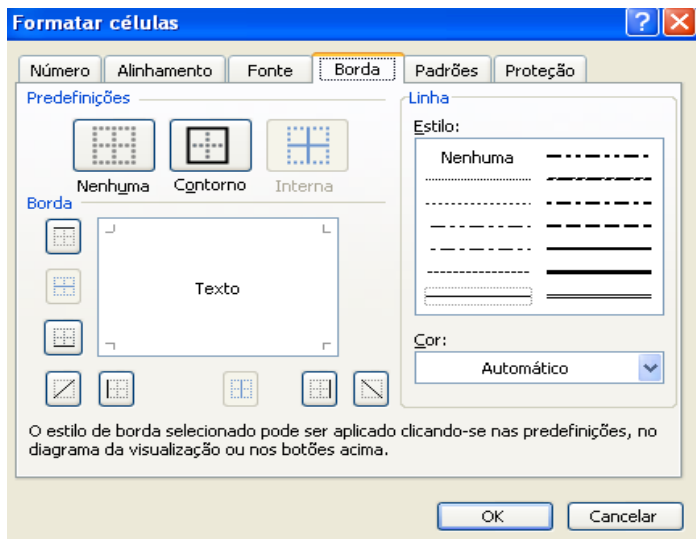 Formatar células
Número Alinhamento Fonte Borda Padrões Proteção
Predefinições
Nenhuma Contorno Interna
Borda
Texto
Linha
Estilo:
Nenhuma
Cor:
Automático
O estilo de borda selecionado pode ser aplicado clicando-se nas predefinições, no
diagrama da visualização ou nos botões acima.
OK Cancelar